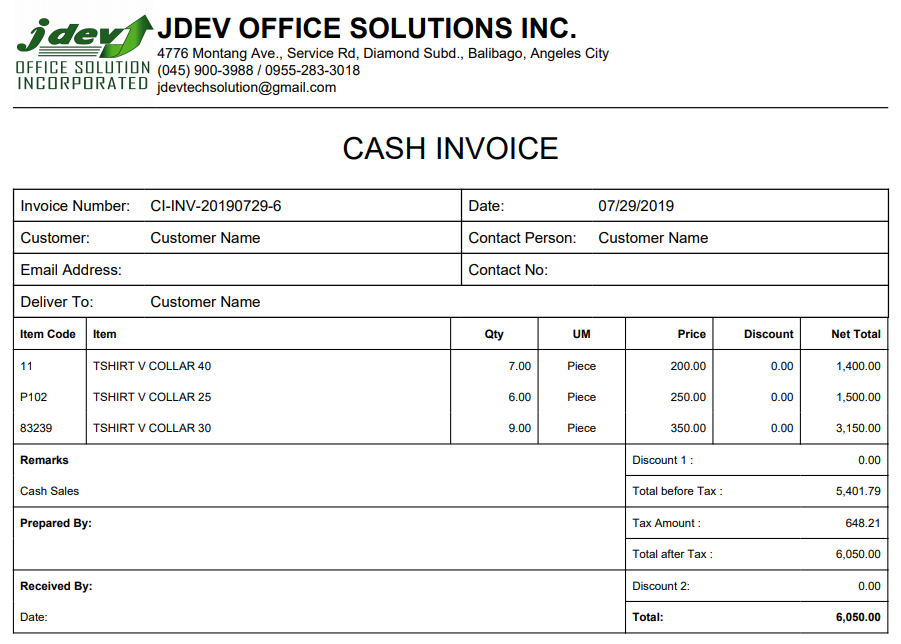 jdev
OFFICE SOLUTION
INCORPORATED
JDEV OFFICE SOLUTIONS INC.
4776 Montang Ave., Service Rd, Diamond Subd., Balibago, Angeles City
(045) 900-3988 / 0955-283-3018
jdevtechsolution@gmail.com
CASH INVOICE
Invoice Number: CI-INV-20190729-6 Date: 07/29/2019
Customer: Customer Name Contact Person: Customer Name
Email Address: Contact No:
Deliver To: Customer Name
Item Code Item Qty UM Price Discount Net Total
11 TSHIRT V COLLAR 40 7.00 Piece 200.00 0.00 1,400.00
P102 TSHIRT V COLLAR 25 6.00 Piece 250.00 0.00 1,500.00
83239 TSHIRT V COLLAR 30 9.00 Piece 350.00 0.00 3,150.00
Remarks Discount 1 : 0.00
Cash Sales Total before Tax : 5,401.79
Prepared By: Tax Amount : 648.21
Total after Tax : 6,050.00
Received By: Discount 2: 0.00
Date: Total: 6,050.00